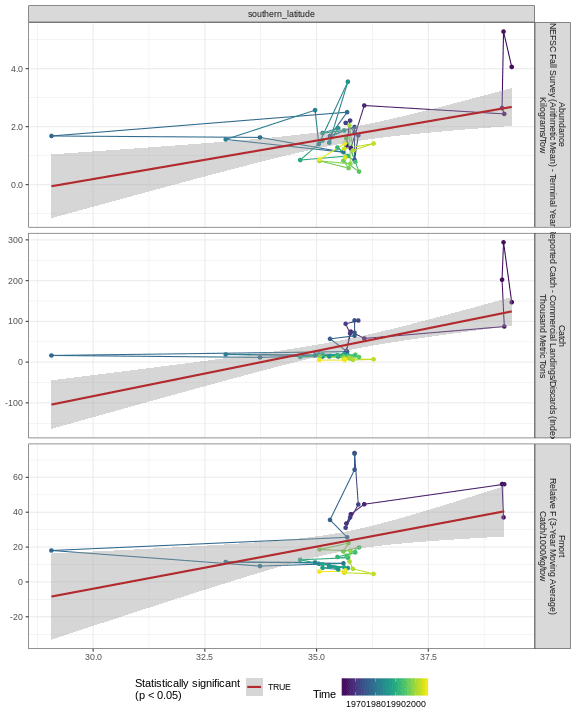 southern_latitude
4.0
2.0
0.0
Abundance
NEFSC Fall Survey (Arithmetic Mean) - Terminal Year
Kilograms/tow
300
200
100
0
-100
Catch
eported Catch - Commercial Landings/Discards (Index
Thousand Metric Tons
60
40
20
0
-20
Fmort
Relative F (3-Year Moving Average)
Catch/1000/kg/tow
30.0 32.5 35.0 37.5
Statistically significant
(p < 0.05)
TRUE
Time
1970198019902000